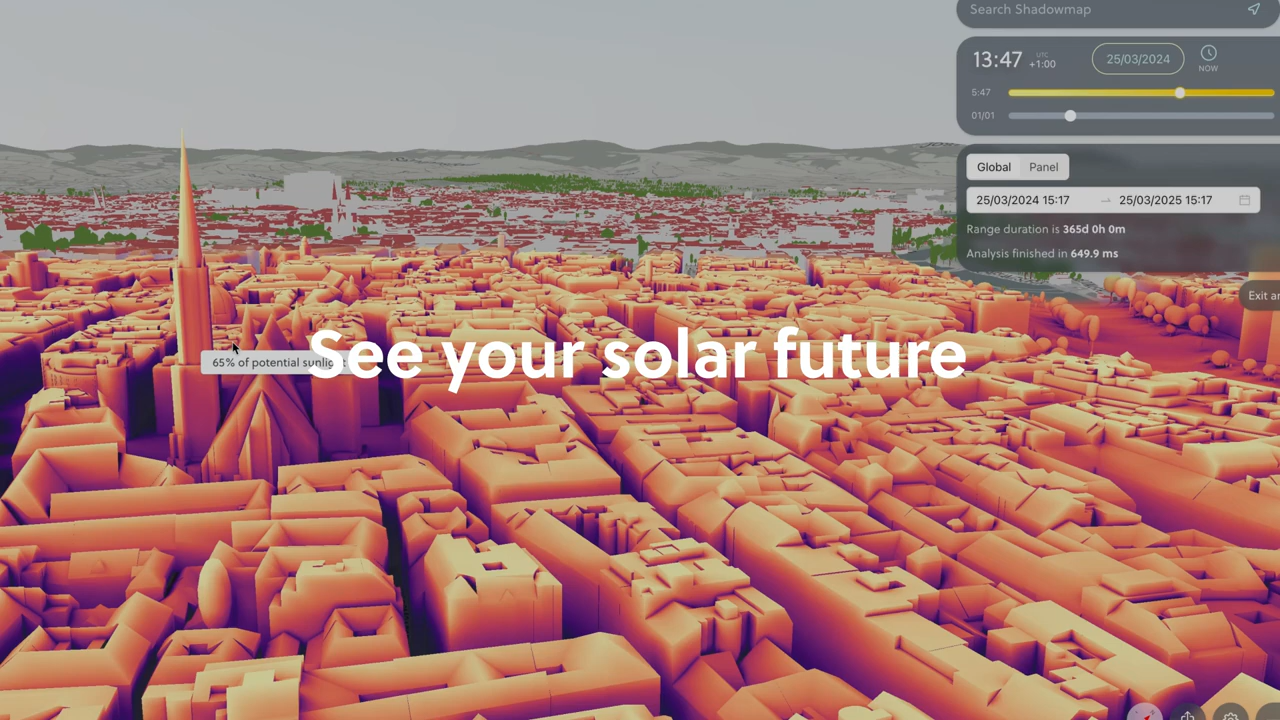 Search Shadowmap
13:47
UTC
+1:00
25/03/2024
NOW
5:47
01/01
Global Panel
25/03/2024 15:17 → 25/03/2025 15:17
Range duration is 365d 0h 0m
Analysis finished in 649.9 ms
Exit
65% of potential
See your solar future